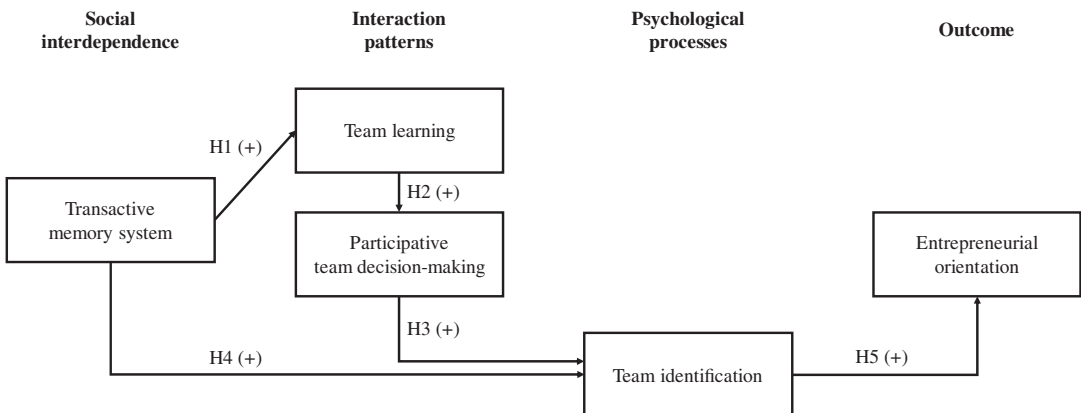 Social
interdependence
Interaction
patterns
Psychological
processes
Outcome
Team learning
H1 (+)
H2 (+)
Transactive
memory system
Participative
team decision-making
Entrepreneurial
orientation
H3 (+)
H4 (+)
Team identification
H5 (+)